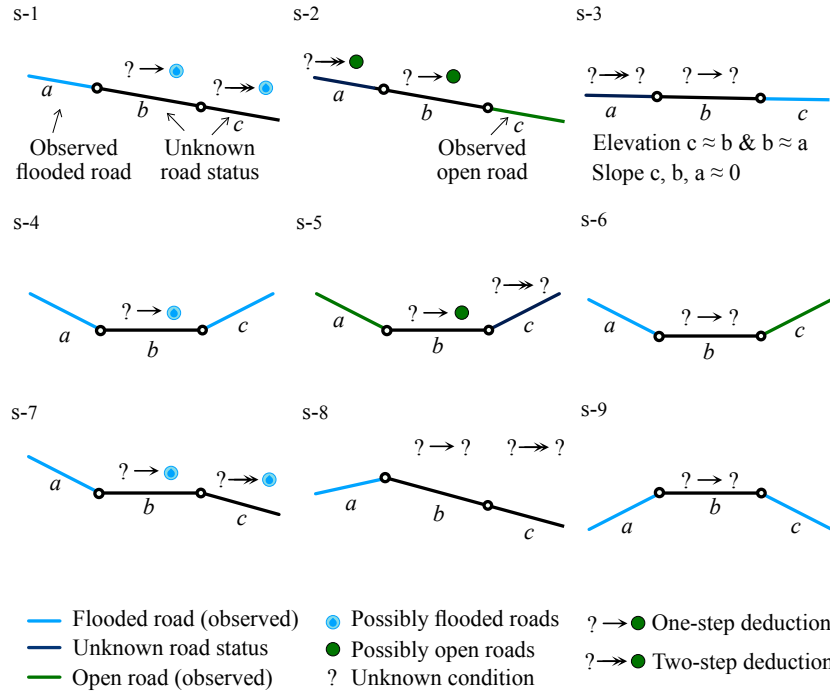 s-1
? → ?↠
a
b
c
Observed
flooded road
Unknown
road status
s-2
?↠
? →
a
b
c
Observed
open road
s-3
?↠ ? ? → ?
a
b
c
Elevation c ≈ b & b ≈ a
Slope c, b, a ≈ 0
s-4
? →
a
b
c
s-5
? →
?↠ ?
a
b
c
s-6
? → ?
a
b
c
s-7
? →
?↠
a
b
c
s-8
? → ? ?↠ ?
a
b
c
s-9
? → ?
a
b
c
Flooded road (observed)
Unknown road status
Open road (observed)
Possibly flooded roads
Possibly open roads
? Unknown condition
? → One-step deduction
?↠ Two-step deduction